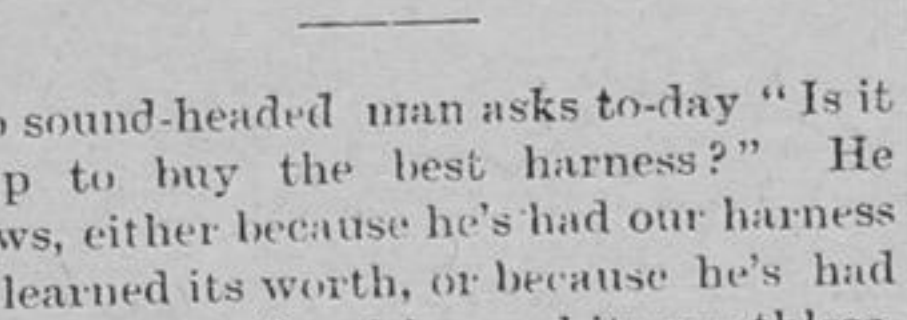 sound-headed man asks to-day "Is it
to buy the best harness?" He
either because he's had our harness
learned its worth, or because he's had